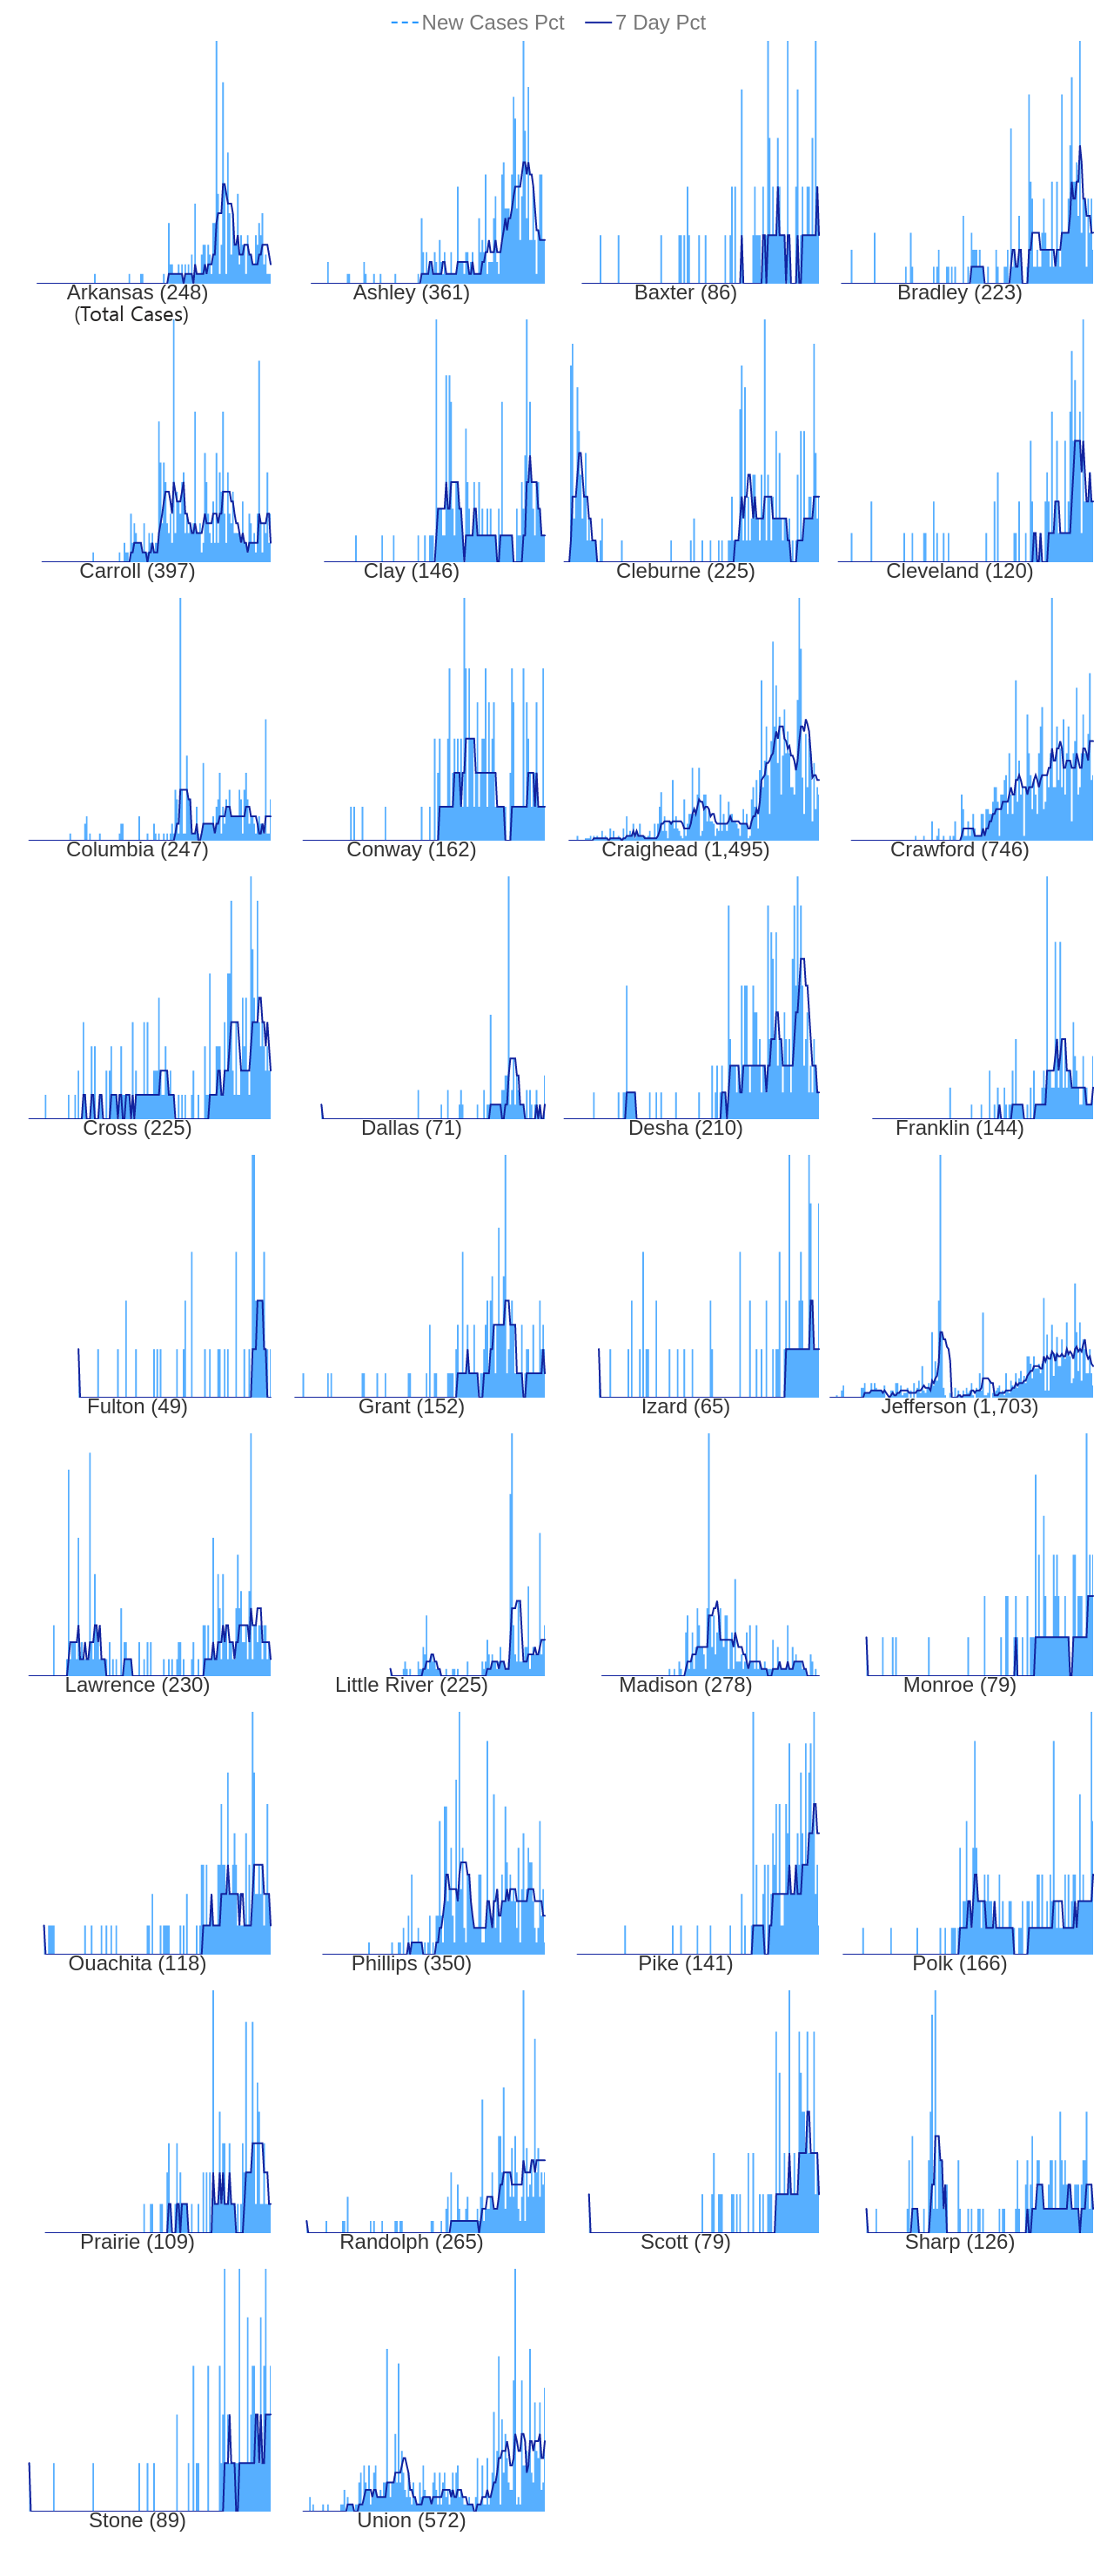 New Cases Pct 7 Day Pct
Arkansas (248) Ashley (361) Baxter (86) Bradley (223)
(Total Cases)
Carroll (397) Clay (146) Cleburne (225) Cleveland (120)
Columbia (247) Conway (162) Craighead (1,495) Crawford (746)
Cross (225) Dallas (71) Desha (210) Franklin (144)
Fulton (49) Grant (152) Izard (65) Jefferson (1,703)
Lawrence (230) Little River (225) Madison (278) Monroe (79)
Ouachita (118) Phillips (350) Pike (141) Polk (166)
Prairie (109) Randolph (265) Scott (79) Sharp (126)
Stone (89) Union (572)